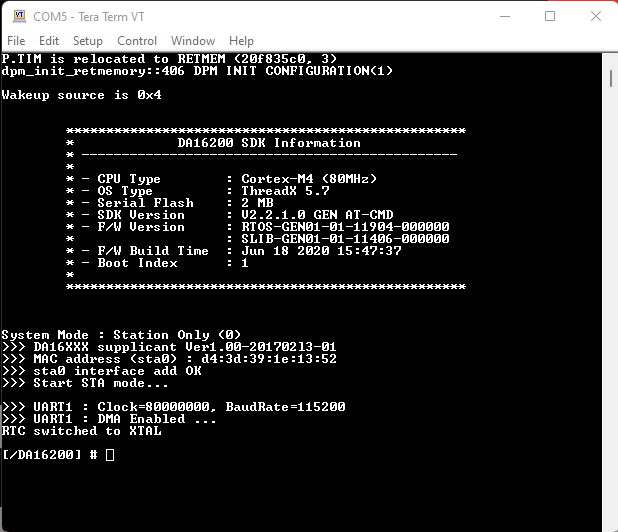 COM5 - Tera Term VT
File Edit Setup Control Window Help
P.TIM is relocated to RETMEM (20f835c0, 3)
dpm_init_retmemory::406 DPM INIT CONFIGURATION(1)
Wakeup source is 0x4
**************************************************
* DA16200 SDK Information
* -----------------------------------------------
*
* - CPU Type : Cortex-M4 (80MHz)
* - OS Type : ThreadX 5.7
* - Serial Flash : 2 MB
* - SDK Version : V2.2.1.0 GEN AT-CMD
* - F/W Version : RTOS-GEN01-01-11904-000000
* : SLIB-GEN01-01-11406-000000
* - F/W Build Time : Jun 18 2020 15:47:37
* - Boot Index : 1
*
**************************************************
System Mode : Station Only (0)
>>> DA16XXX supplicant Ver1.00-20170213-01
>>> MAC address (sta0) : d4:3d:39:1e:13:52
>>> sta0 interface add OK
>>> Start STA mode...
>>> UART1 : Clock=80000000, BaudRate=115200
>>> UART1 : DMA Enabled ...
RTC switched to XTAL
[/DA16200] #